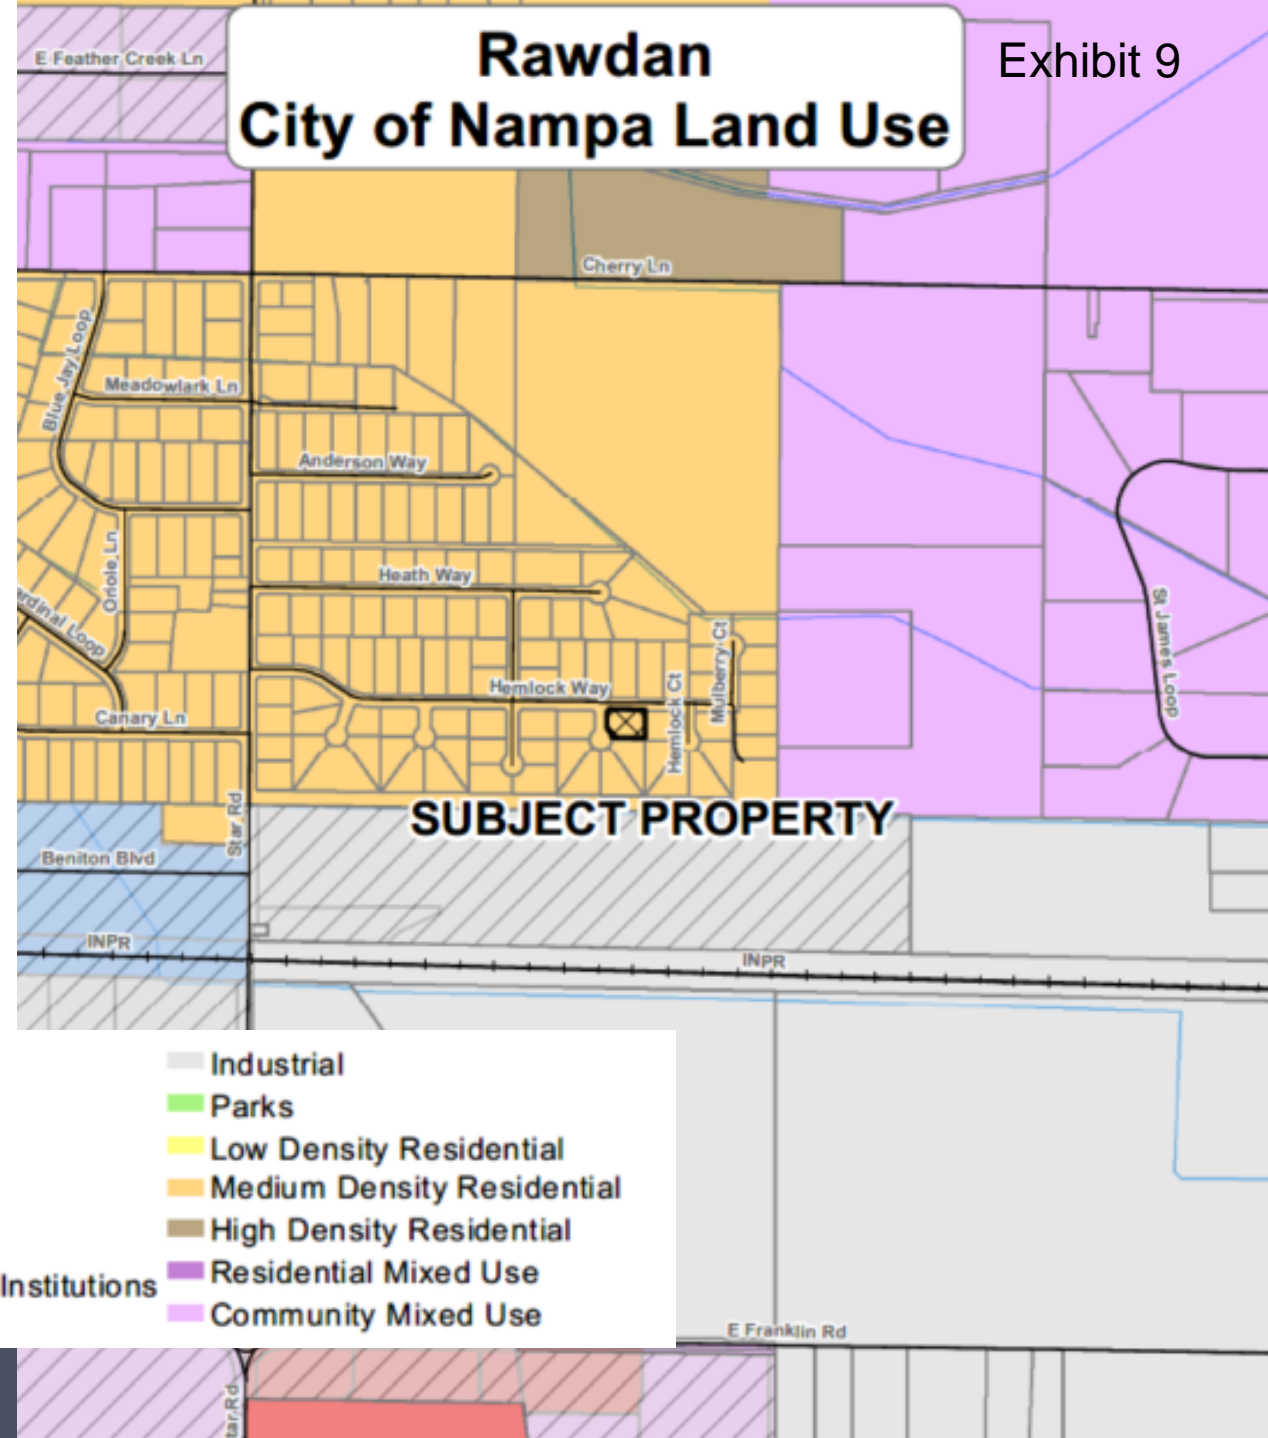 Rawdan
City of Nampa Land Use
Exhibit 9
E Feather Creek Ln
Cherry Ln
Blue Jay Loop
Meadowlark Ln
Anderson Way
Oriole Ln
Heath Way
ardinal Loop
St James Loop
Mulberry Ct
Hemlock Way
Hemlock Ct
Canary Ln
Star Rd
SUBJECT PROPERTY
Beniton Blvd
INPR
INPR
Industrial
Parks
Low Density Residential
Medium Density Residential
High Density Residential
Institutions
Residential Mixed Use
Community Mixed Use
E Franklin Rd
tar Rd